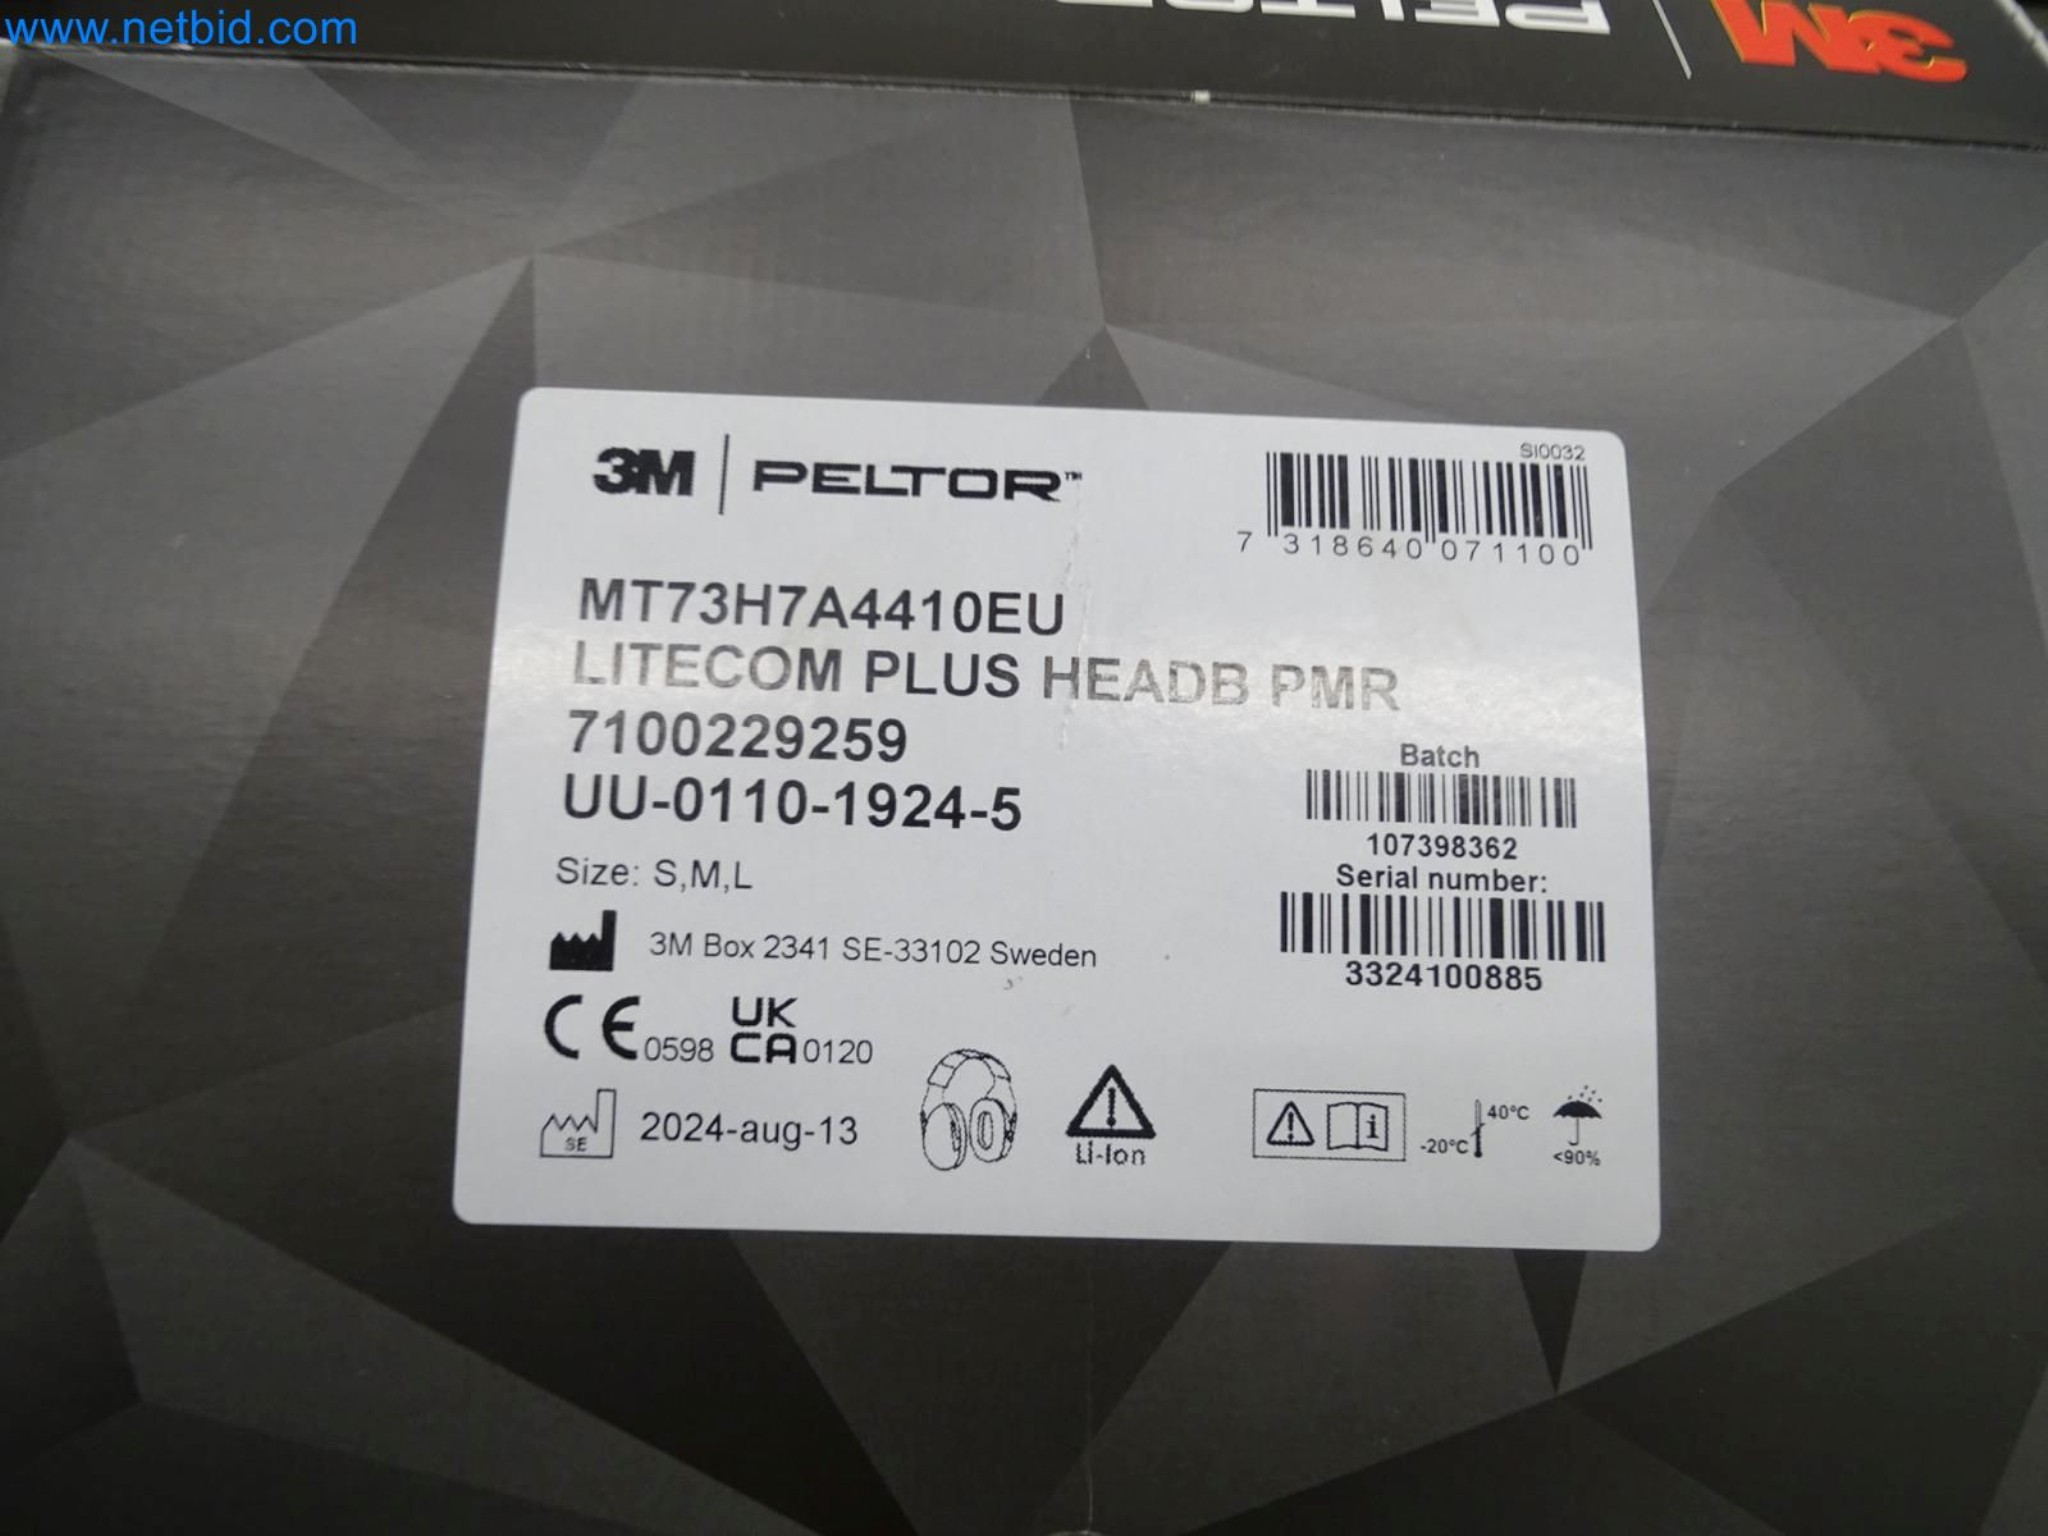 www.netbid.com
3M PELTOR
3M | PELTOR™
SI0032
7 318640 071100
MT73H7A4410EU
LITECOM PLUS HEADB PMR
7100229259
UU-0110-1924-5
Batch
107398362
Serial number:
3324100885
Size: S,M,L
3M Box 2341 SE-33102 Sweden
CE 0598 UK CA 0120
SE 2024-aug-13
Li-Ion
i
-20°C 40°C
<90%